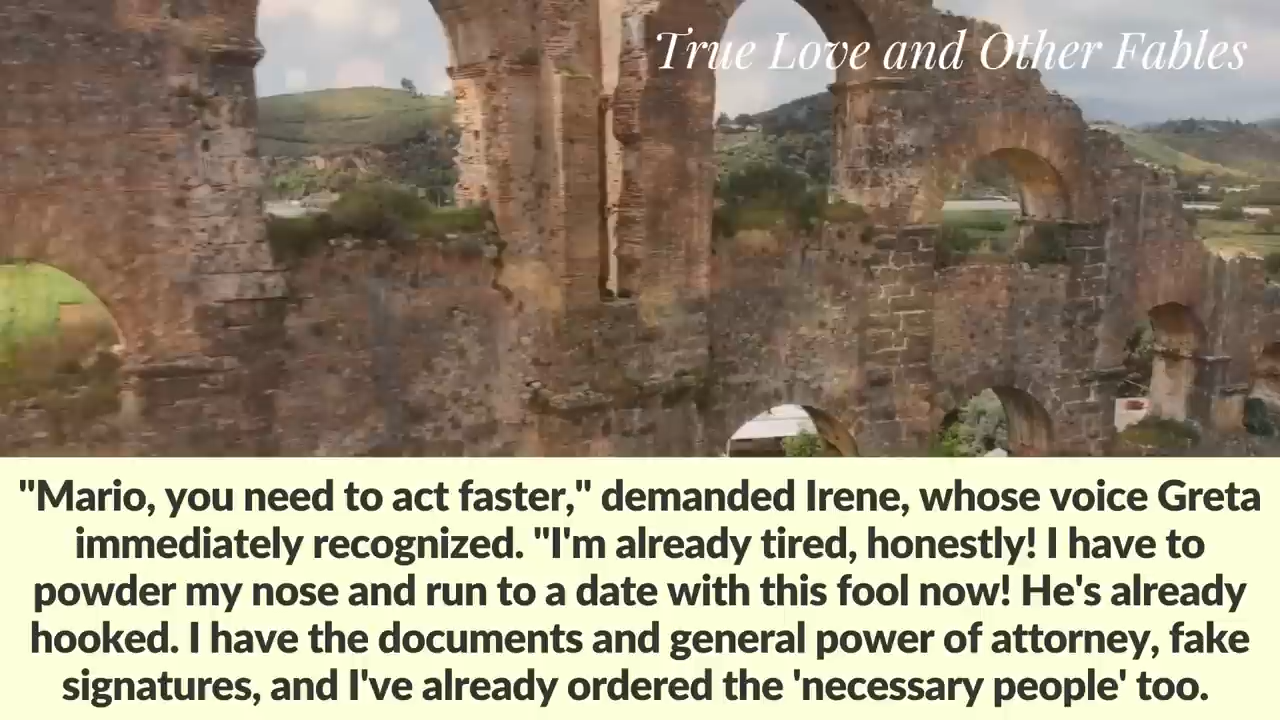 True Love and Other Fables
"Mario, you need to act faster," demanded Irene, whose voice Greta
immediately recognized. "I'm already tired, honestly! I have to
powder my nose and run to a date with this fool now! He's already
hooked. I have the documents and general power of attorney, fake
signatures, and I've already ordered the 'necessary people' too.